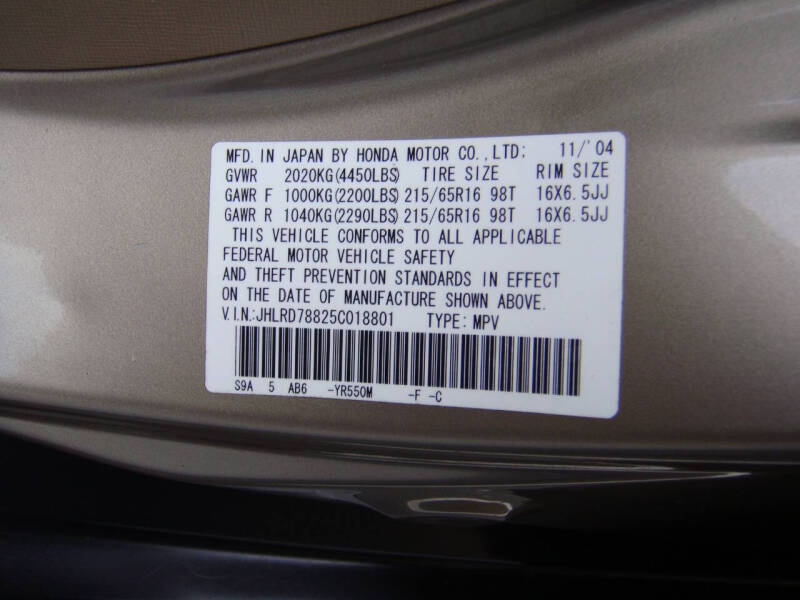 MFD. IN JAPAN BY HONDA MOTOR CO., LTD: 11/'04
GVWR 2020KG(4450LBS) TIRE SIZE RIM SIZE
GAWR F 1000KG(2200LBS) 215/65R16 98T 16X6.5JJ
GAWR R 1040KG(2290LBS) 215/65R16 98T 16X6.5JJ
THIS VEHICLE CONFORMS TO ALL APPLICABLE
FEDERAL MOTOR VEHICLE SAFETY
AND THEFT PREVENTION STANDARDS IN EFFECT
ON THE DATE OF MANUFACTURE SHOWN ABOVE.
V.I.N.:JHLRD78825C018801 TYPE: MPV
S9A 5 AB6 -YR550M -F -C